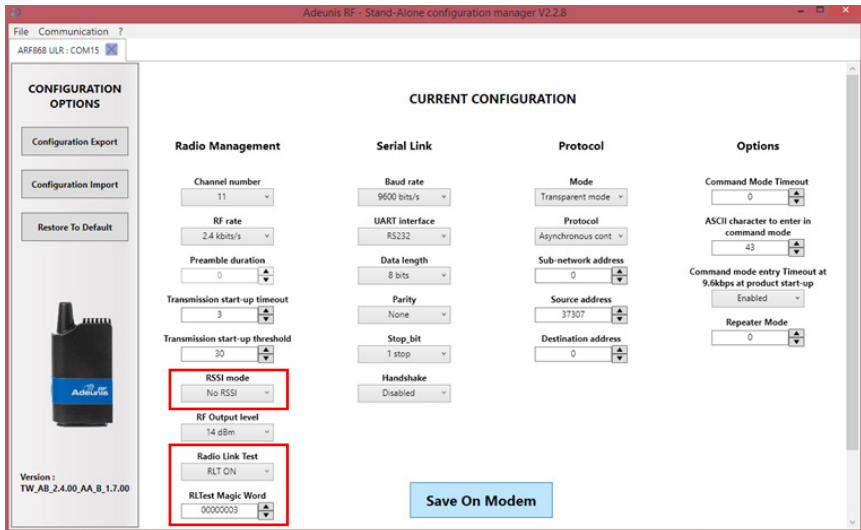 Adeunis RF - Stand-Alone configuration manager V2.2.8
File Communication ?
ARF868 ULR : COM15
CONFIGURATION
OPTIONS
Configuration Export
Configuration Import
Restore To Default
Adeunis RF
Version :
TW_AB_2.4.00_AA_B_1.7.00
CURRENT CONFIGURATION
Radio Management
Channel number
11
RF rate
2.4 kbits/s
Preamble duration
0
Transmission start-up timeout
3
Transmission start-up threshold
30
RSSI mode
No RSSI
RF Output level
14 dBm
Radio Link Test
RLT ON
RLTest Magic Word
00000003
Serial Link
Baud rate
9600 bits/s
UART interface
RS232
Data length
8 bits
Parity
None
Stop_bit
1 stop
Handshake
Disabled
Protocol
Mode
Transparent mode
Protocol
Asynchronous cont
Sub-network address
0
Source address
37307
Destination address
0
Options
Command Mode Timeout
0
ASCII character to enter in
command mode
43
Command mode entry Timeout at
9.6kbps at product start-up
Enabled
Repeater Mode
0
Save On Modem